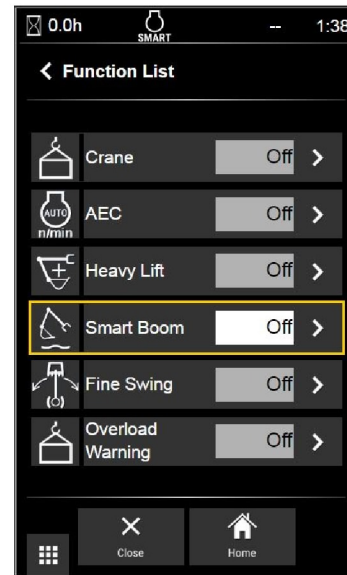 0.0h
SMART
--
1:38
Function List
Crane Off
AUTO
n/min
AEC Off
Heavy Lift Off
Smart Boom Off
Fine Swing Off
Overload
Warning
Off
Close
Home